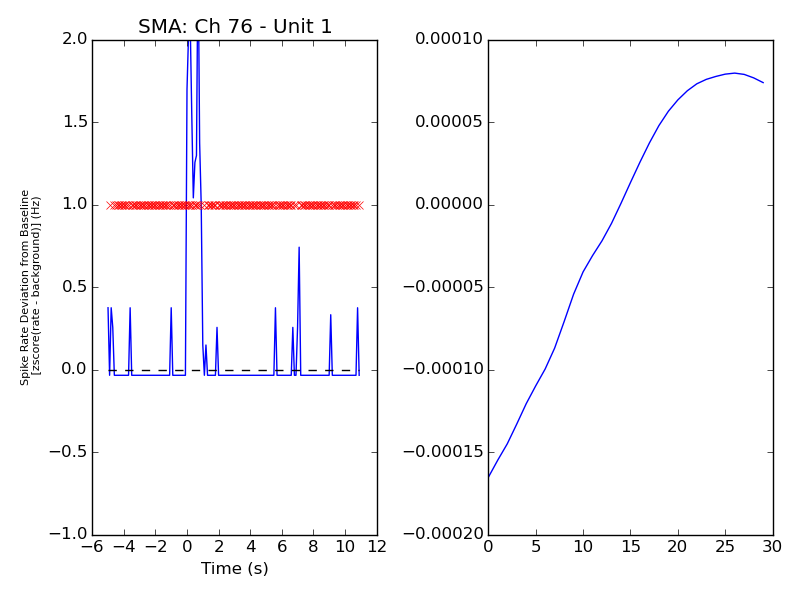 SMA: Ch 76 - Unit 1
2.0
1.5
1.0
0.5
0.0
−0.5
−1.0
−6 −4 −2 0 2 4 6 8 10 12
Time (s)
Spike Rate Deviation from Baseline
[zscore(rate - background)] (Hz)
0.00010
0.00005
0.00000
−0.00005
−0.00010
−0.00015
−0.00020
0 5 10 15 20 25 30